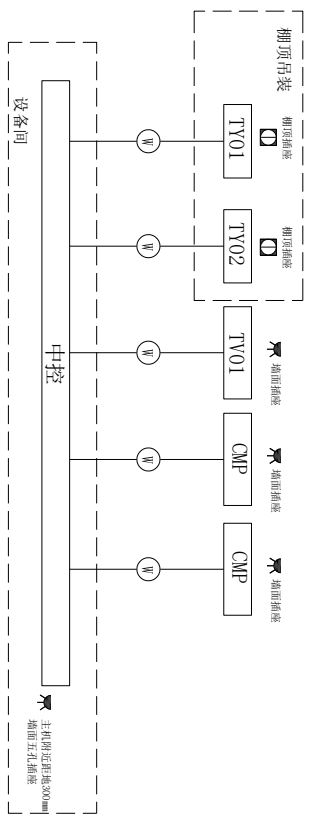 棚顶吊装
棚顶插座
棚顶插座
墙面插座
墙面插座
墙面插座
TY01
TY02
TV01
CMP
CMP
W
W
W
W
W
中控
设备间
主机附近距地300mm
墙面五孔插座